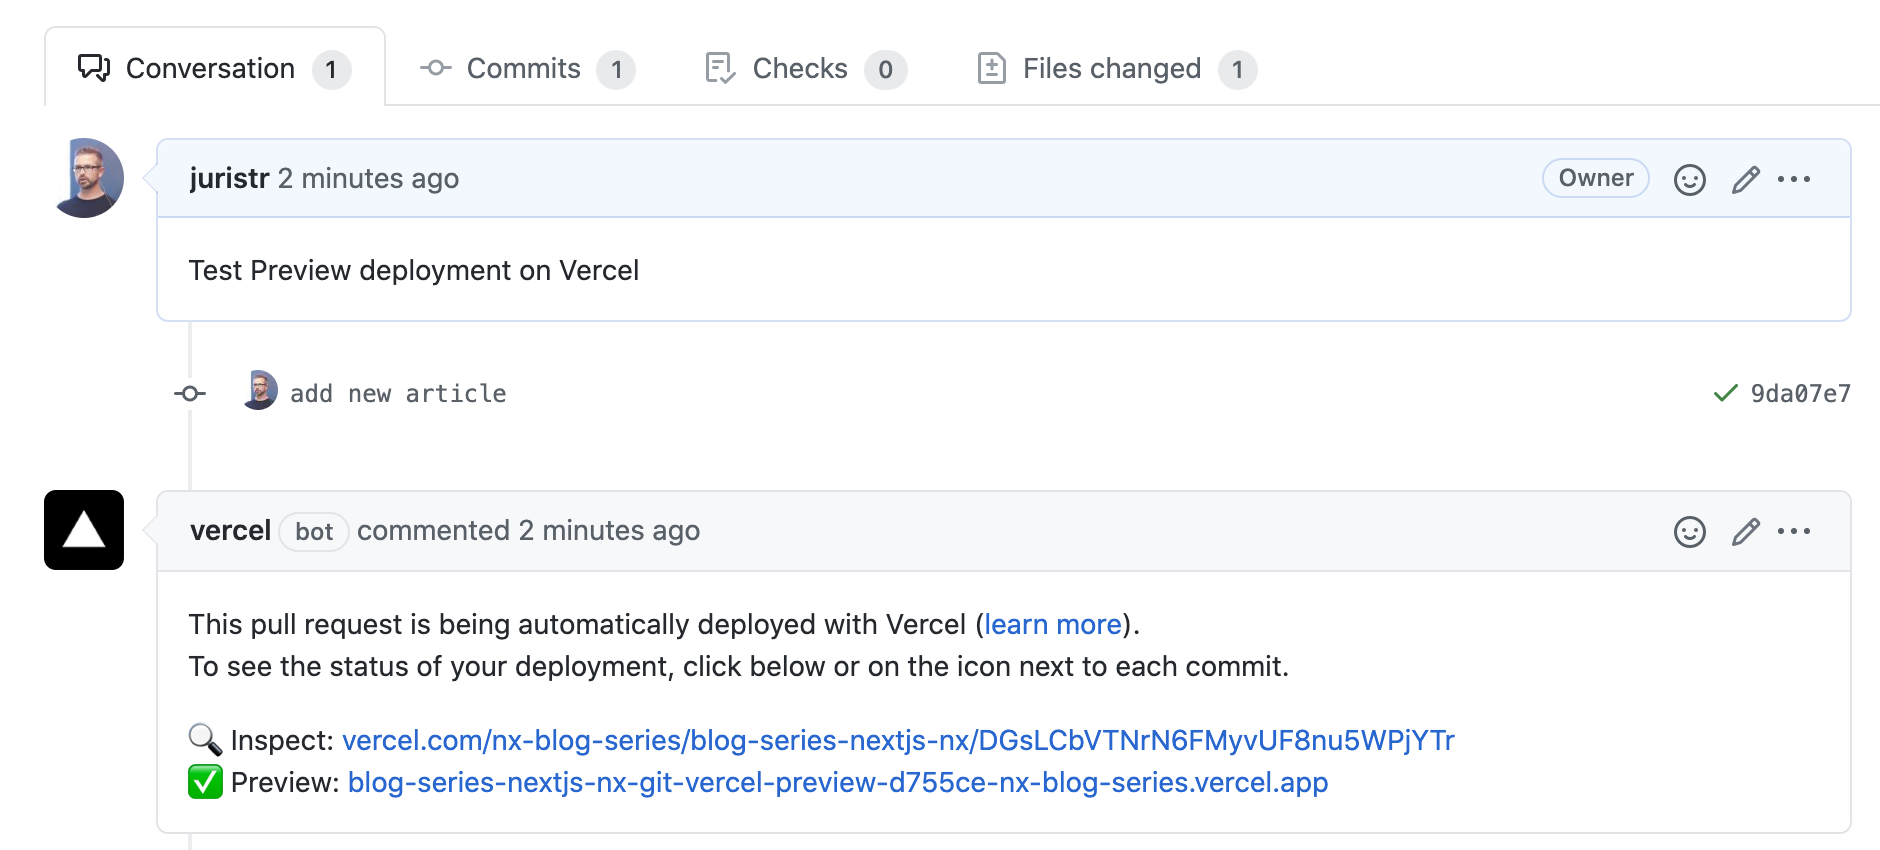 Conversation 1 Commits 1 Checks 0 Files changed 1
juristr 2 minutes ago Owner
Test Preview deployment on Vercel
add new article 9da07e7
vercel bot commented 2 minutes ago
This pull request is being automatically deployed with Vercel (learn more).
To see the status of your deployment, click below or on the icon next to each commit.
Inspect: vercel.com/nx-blog-series/blog-series-nextjs-nx/DGsLCbVTNrN6FMyvUF8nu5WPjYTr
Preview: blog-series-nextjs-nx-git-vercel-preview-d755ce-nx-blog-series.vercel.app